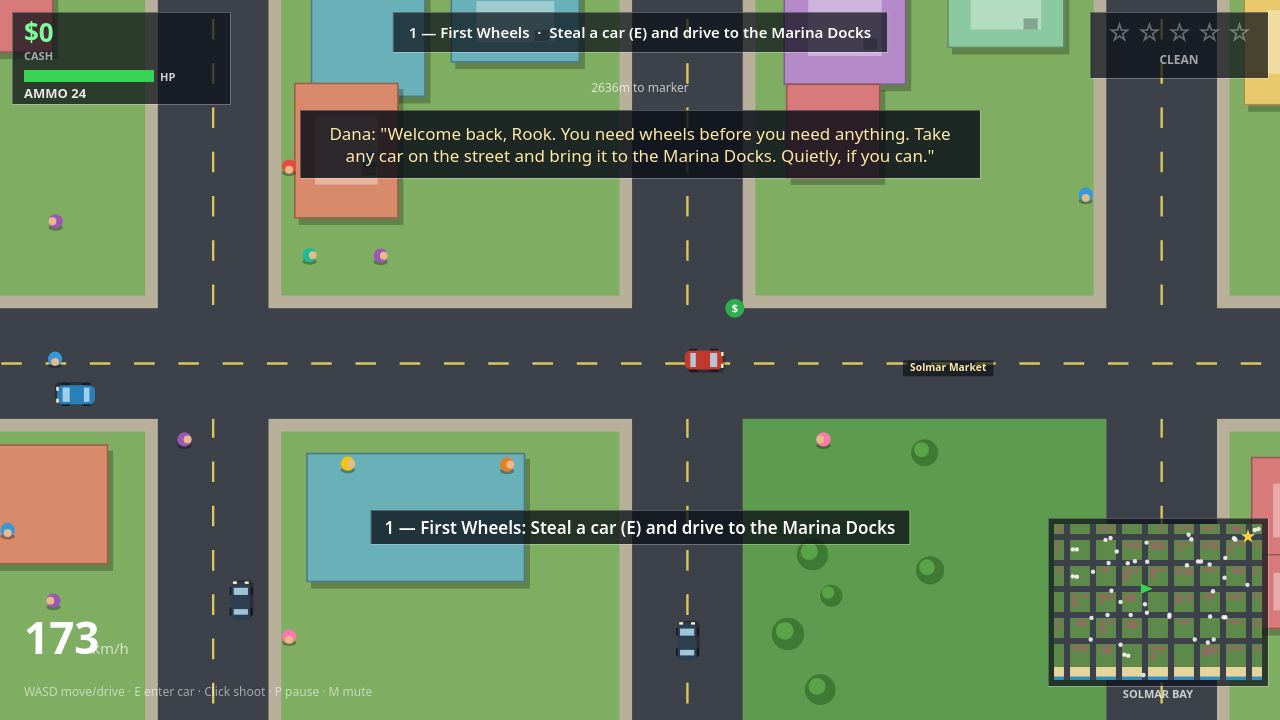 $0
CASH
HP
AMMO 24
1 — First Wheels · Steal a car (E) and drive to the Marina Docks
☆ ☆ ☆ ☆ ☆
CLEAN
2636m to marker
Dana: "Welcome back, Rook. You need wheels before you need anything. Take
any car on the street and bring it to the Marina Docks. Quietly, if you can."
$
Solmar Market
1 — First Wheels: Steal a car (E) and drive to the Marina Docks
173 km/h
WASD move/drive · E enter car · Click shoot · P pause · M mute
SOLMAR BAY